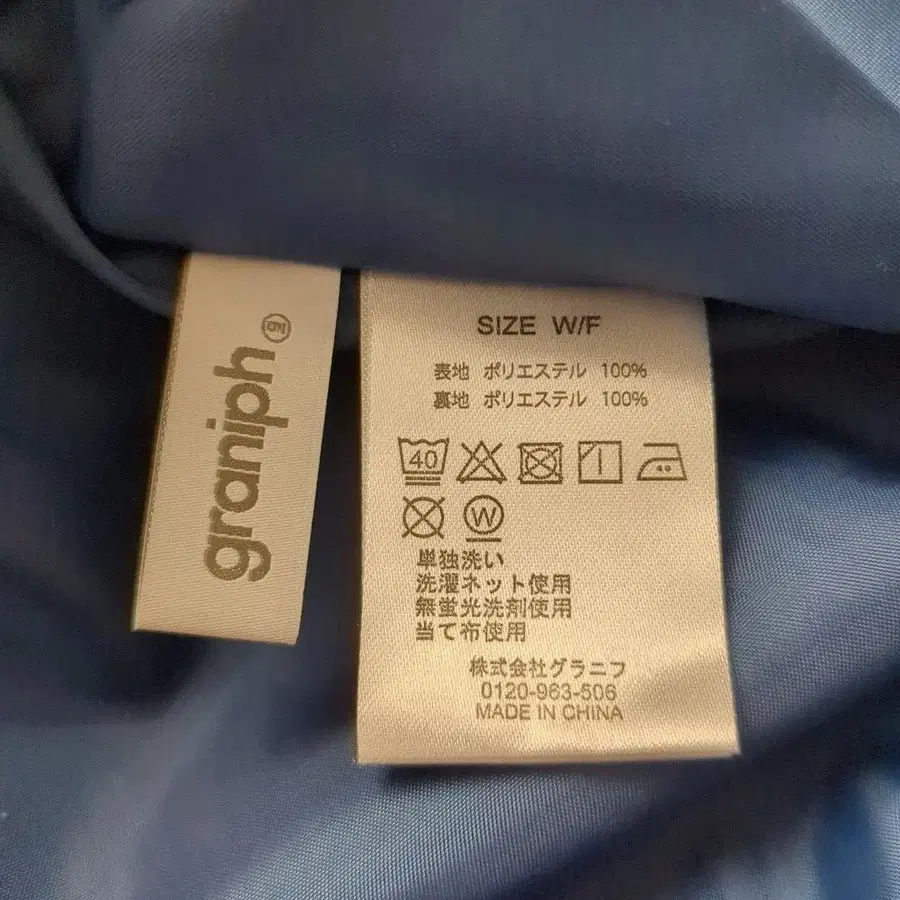 graniph
SIZE W/F
表地 ポリエステル 100%
裏地 ポリエステル 100%
40
W
単独洗い
洗濯ネット使用
無蛍光洗剤使用
当て布使用
株式会社グラニフ
0120-963-506
MADE IN CHINA